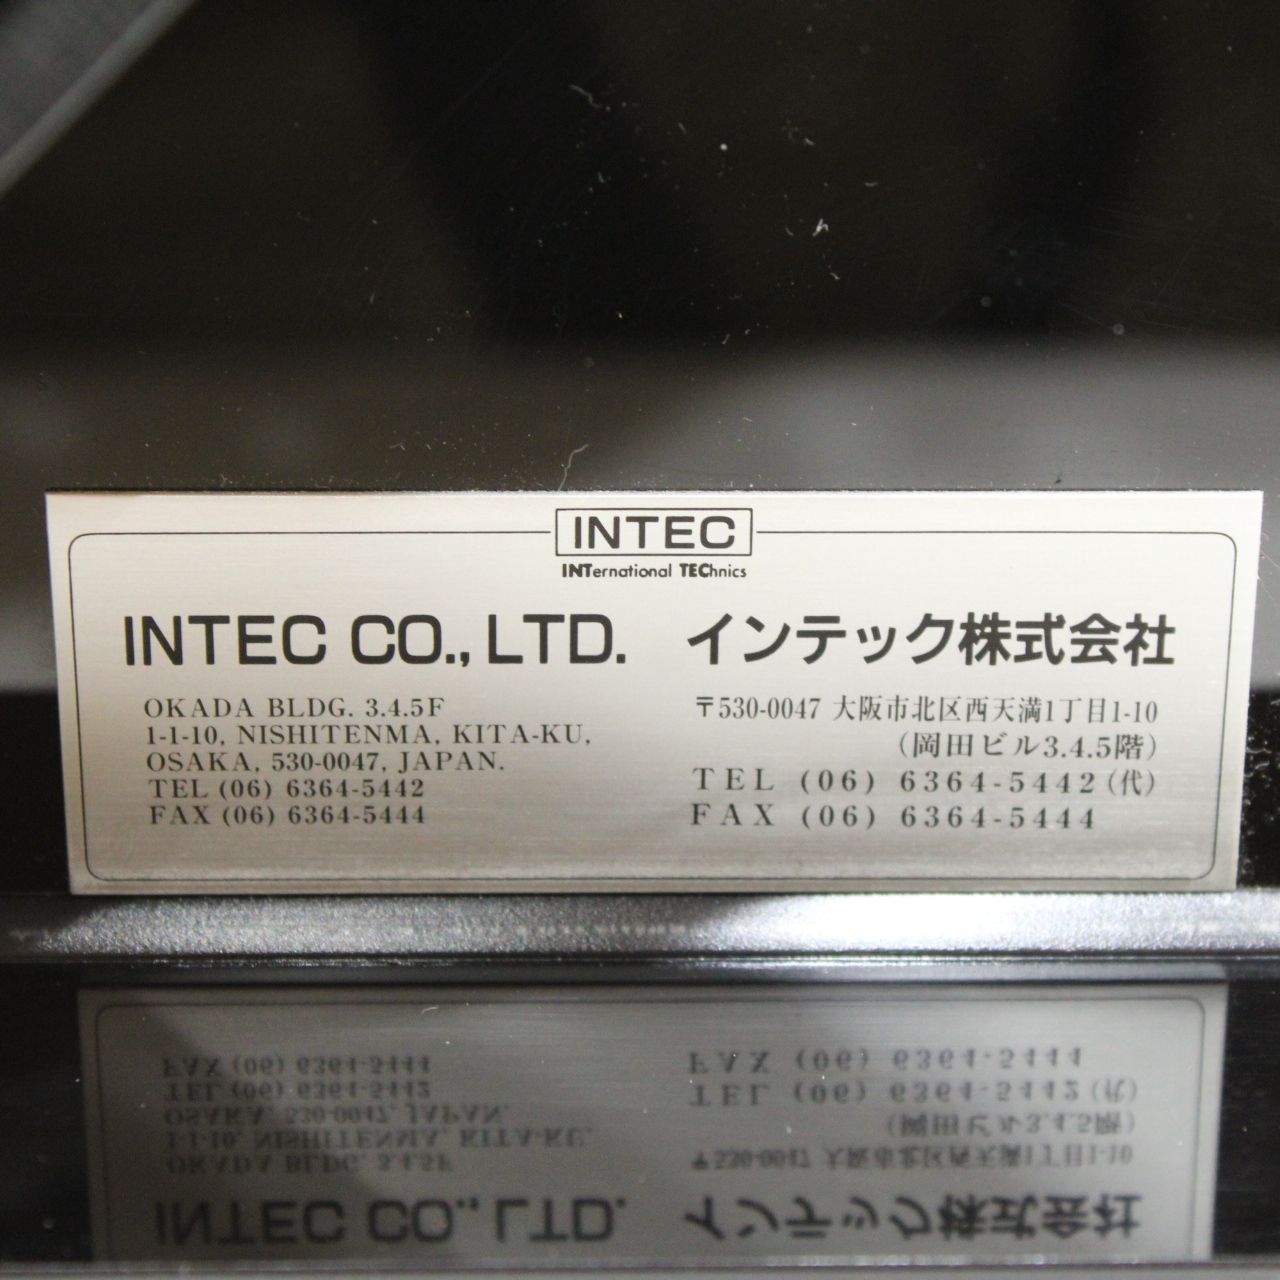 INTEC
INTernational TEChnics
INTEC CO., LTD.
OKADA BLDG. 3.4.5F
1-1-10, NISHITENMA, KITA-KU,
OSAKA, 530-0047, JAPAN.
TEL (06) 6364-5442
FAX (06) 6364-5444
インテック株式会社
〒530-0047 大阪市北区西天満1丁目1-10
(岡田ビル3.4.5階)
TEL (06) 6364-5442(代)
FAX (06) 6364-5444